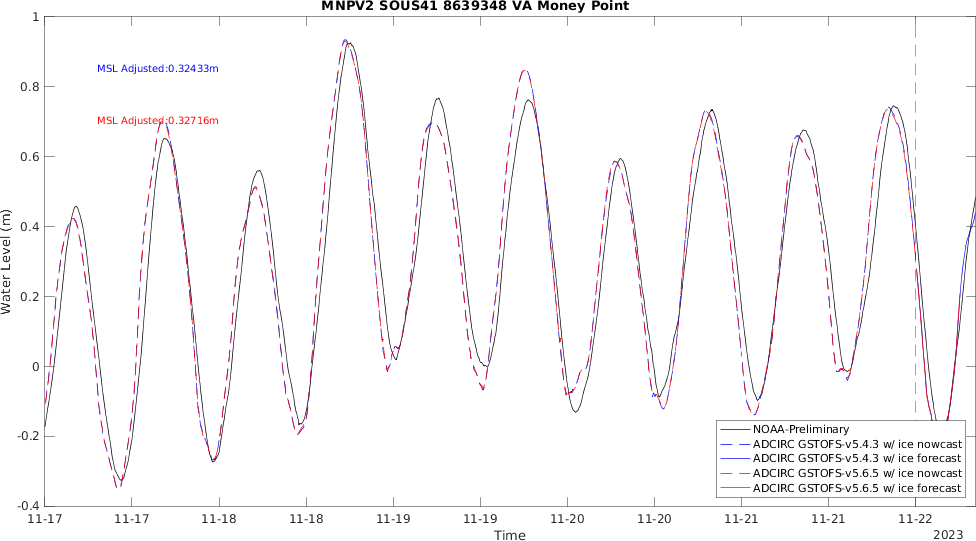 MNPV2 SOUS41 8639348 VA Money Point
1
0.8
0.6
0.4
0.2
0
-0.2
-0.4
Water Level (m)
MSL Adjusted:0.32433m
MSL Adjusted:0.32716m
NOAA-Preliminary
ADCIRC GSTOFS-v5.4.3 w/ ice nowcast
ADCIRC GSTOFS-v5.4.3 w/ ice forecast
ADCIRC GSTOFS-v5.6.5 w/ ice nowcast
ADCIRC GSTOFS-v5.6.5 w/ ice forecast
11-17 11-17 11-18 11-18 11-19 11-19 11-20 11-20 11-21 11-21 11-22
Time
2023